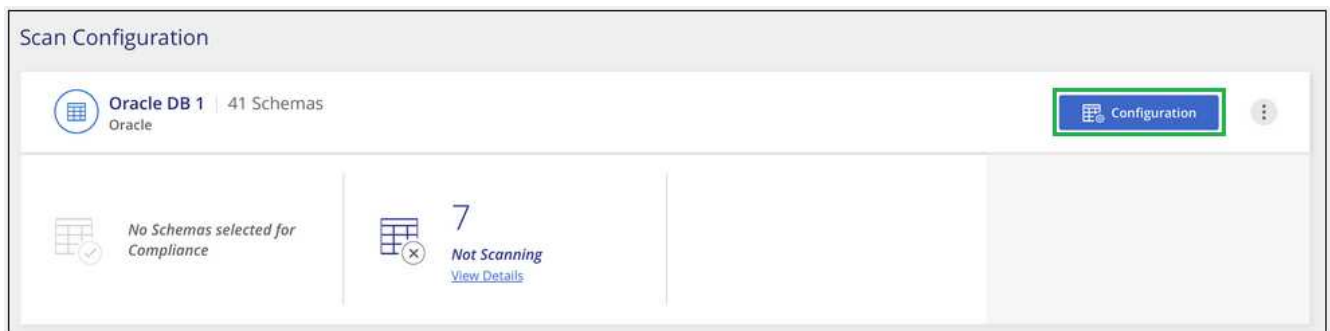 Scan Configuration
Oracle DB 1 | 41 Schemas
Oracle
Configuration
No Schemas selected for
Compliance
7
Not Scanning
View Details